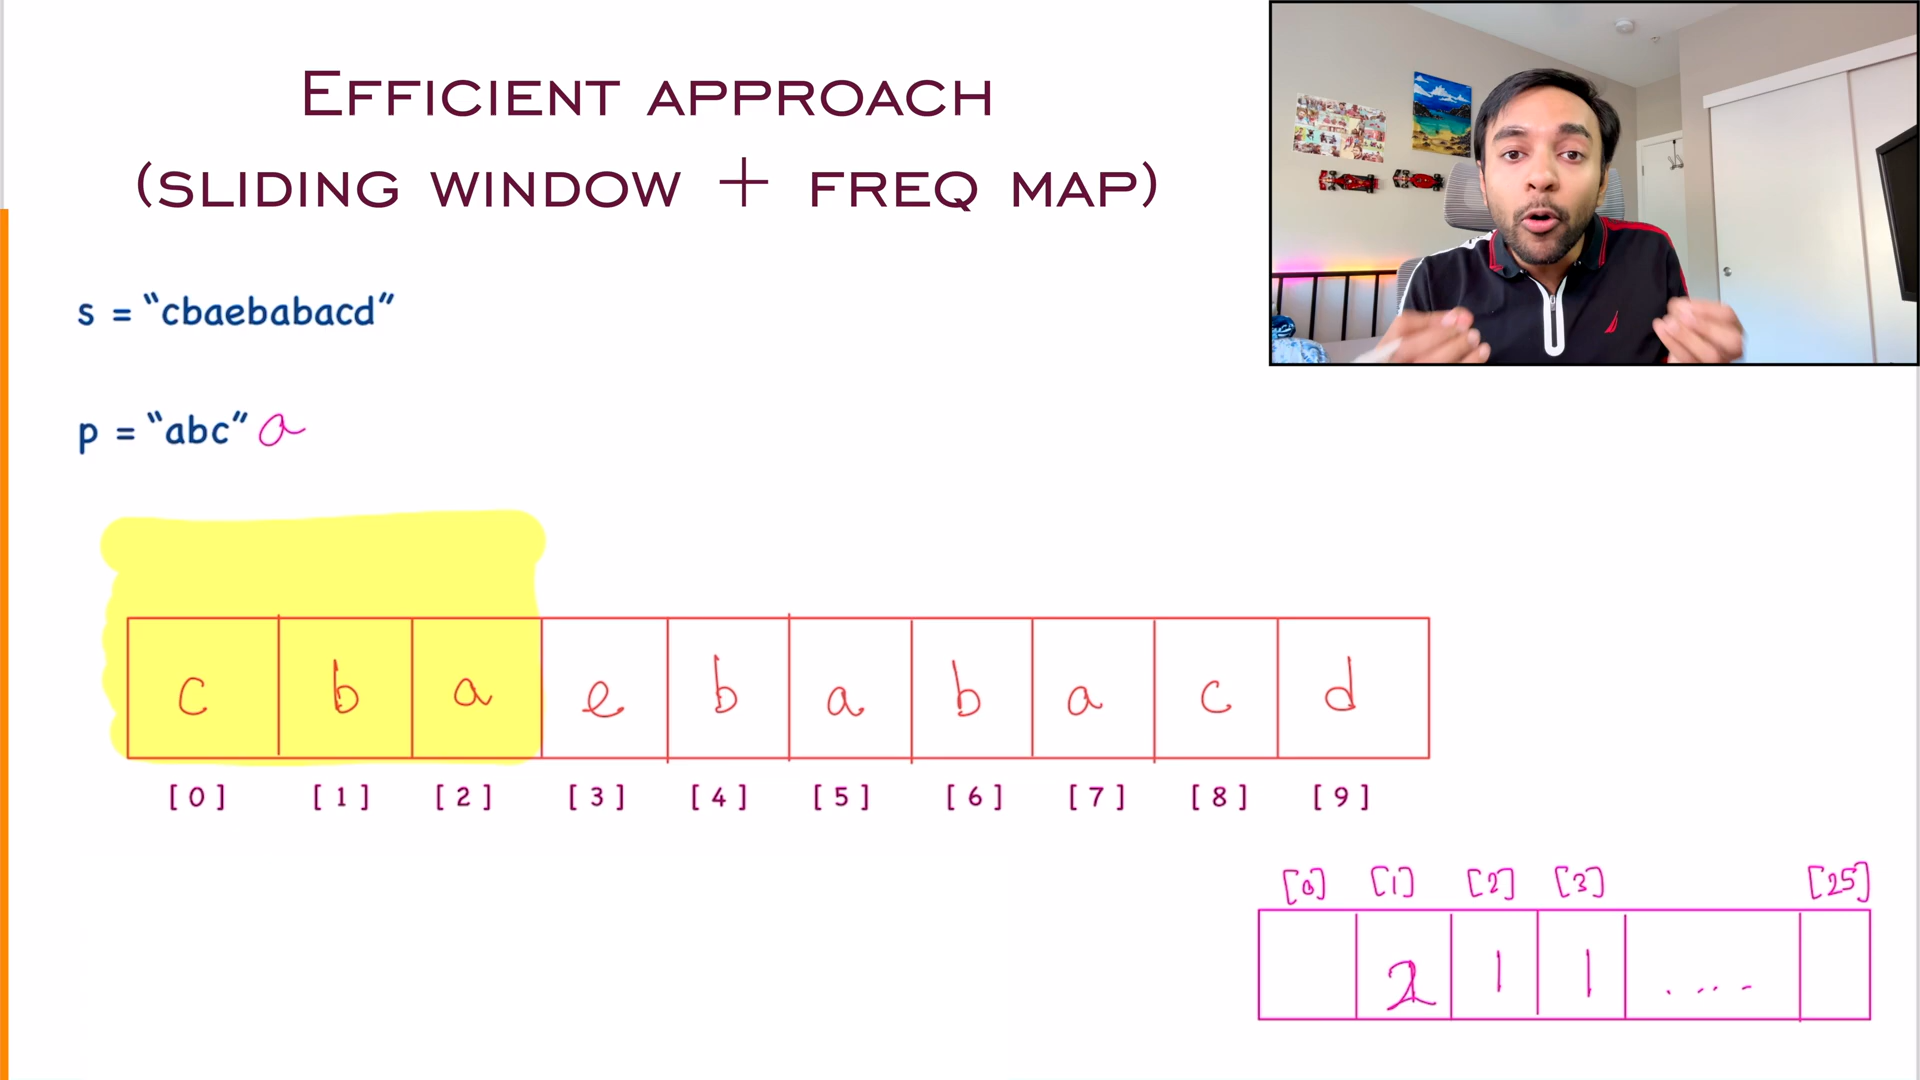 EFFICIENT APPROACH
(SLIDING WINDOW + FREQ MAP)
s = "cbaebabacd"
p = "abc" a
c b a e b a b a c d
[0] [1] [2] [3] [4] [5] [6] [7] [8] [9]
[0] [1] [2] [3] [25]
2 1 1 ....